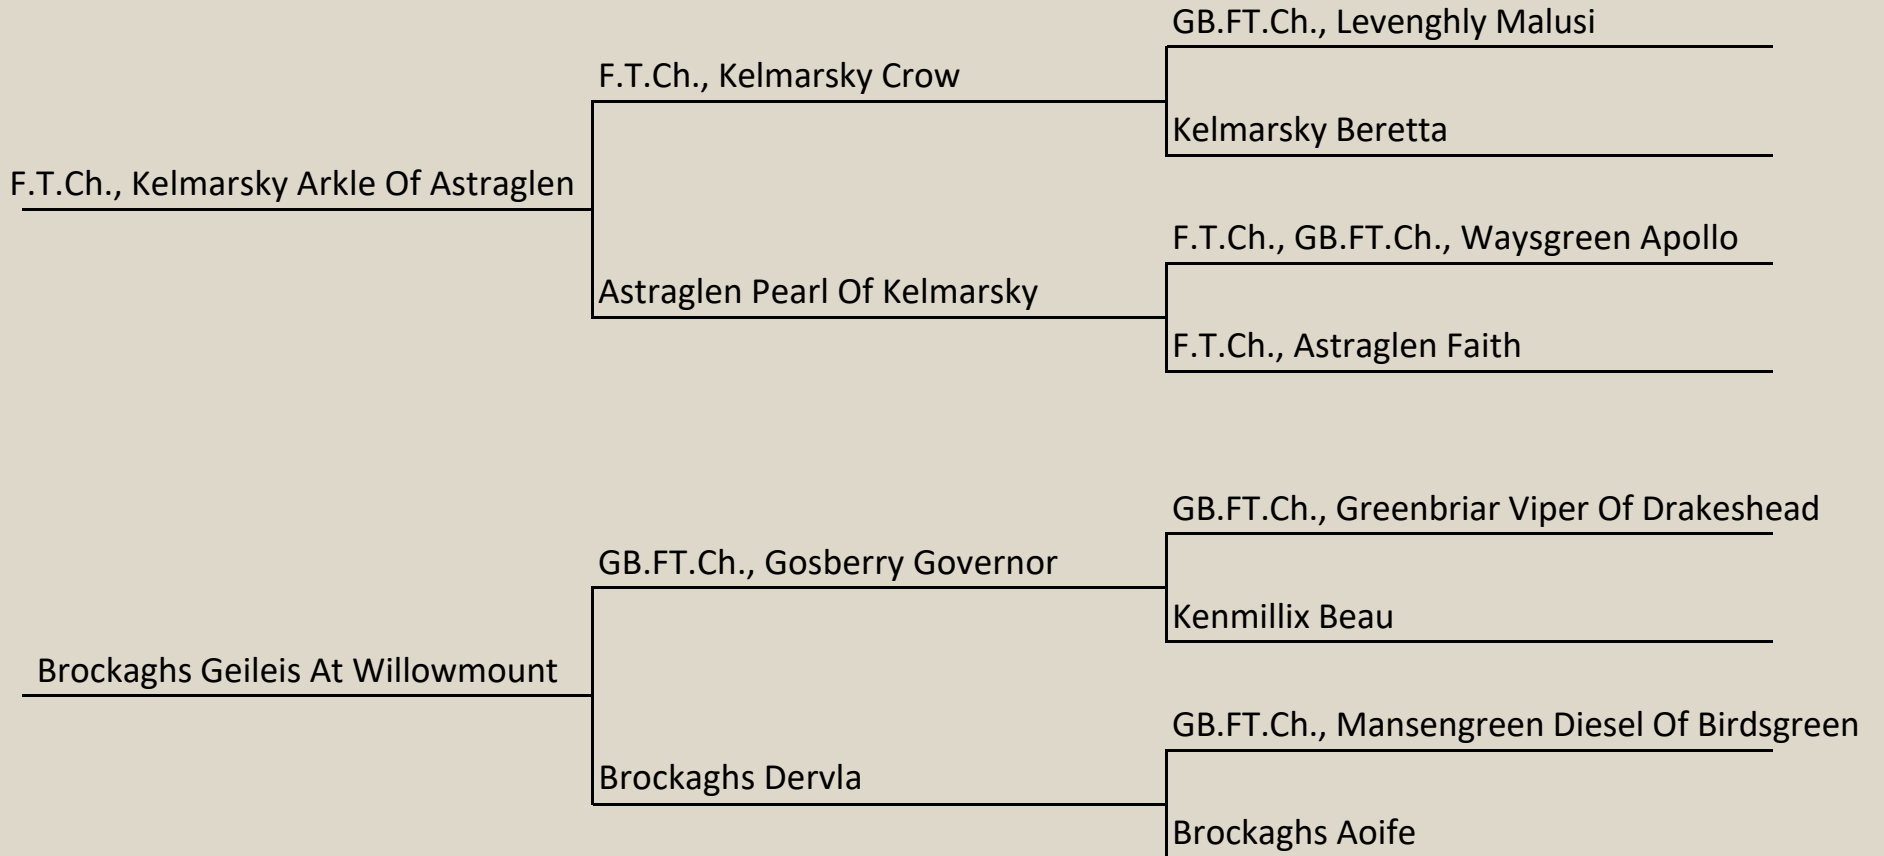 GB.FT.Ch., Levenghly Malusi
F.T.Ch., Kelmarsky Crow
Kelmarsky Beretta
F.T.Ch., Kelmarsky Arkle Of Astraglen
F.T.Ch., GB.FT.Ch., Waysgreen Apollo
Astraglen Pearl Of Kelmarsky
F.T.Ch., Astraglen Faith
GB.FT.Ch., Greenbriar Viper Of Drakeshead
GB.FT.Ch., Gosberry Governor
Kenmillix Beau
Brockaghs Geileis At Willowmount
GB.FT.Ch., Mansengreen Diesel Of Birdsgreen
Brockaghs Dervla
Brockaghs Aoife